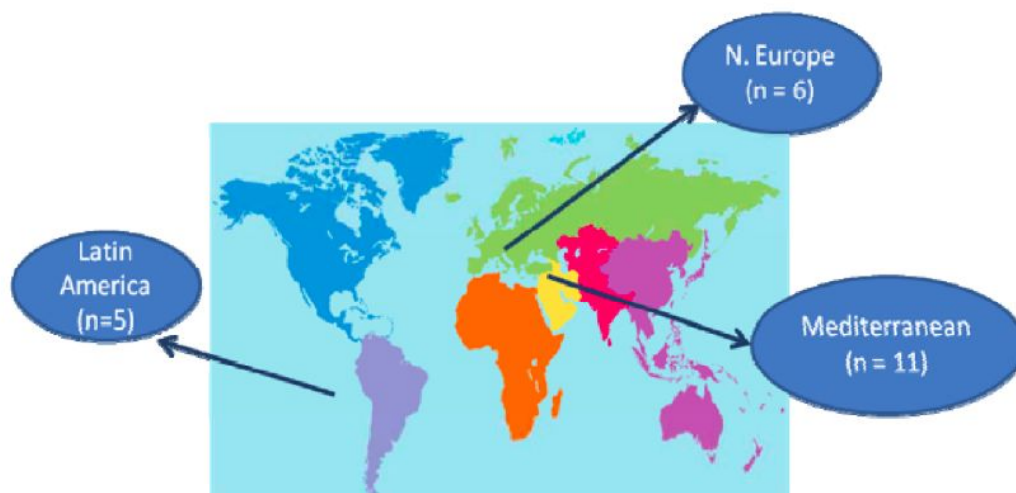 N. Europe
(n = 6)
Latin
America
(n=5)
Mediterranean
(n = 11)